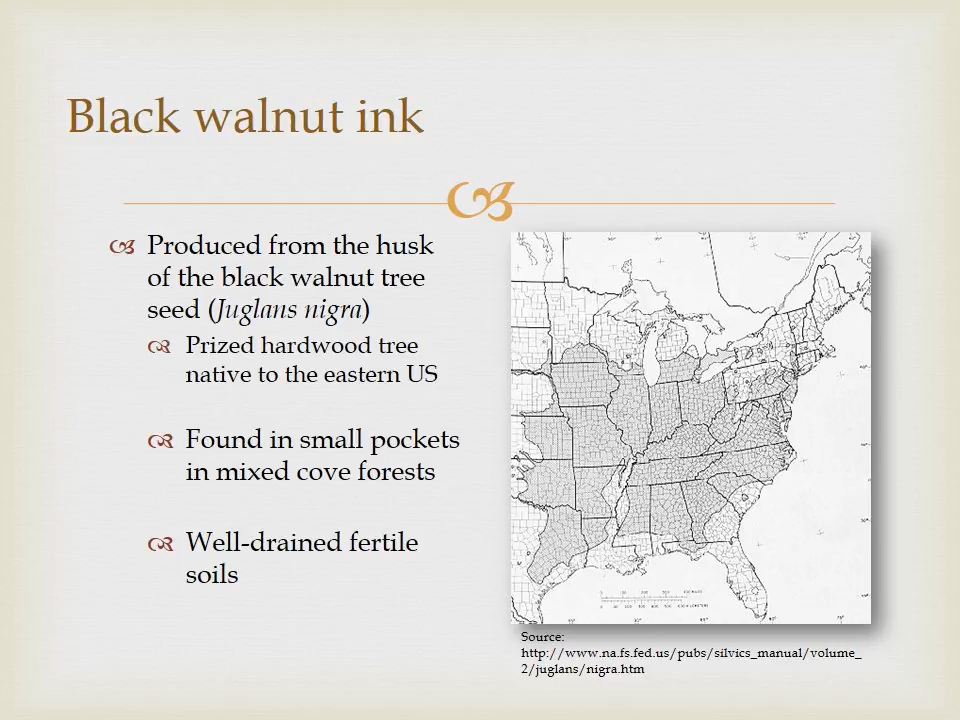 Black walnut ink
Produced from the husk
of the black walnut tree
seed (Juglans nigra)
Prized hardwood tree
native to the eastern US
Found in small pockets
in mixed cove forests
Well-drained fertile
soils
Source:
http://www.na.fs.fed.us/pubs/silvics_manual/volume_
2/juglans/nigra.htm